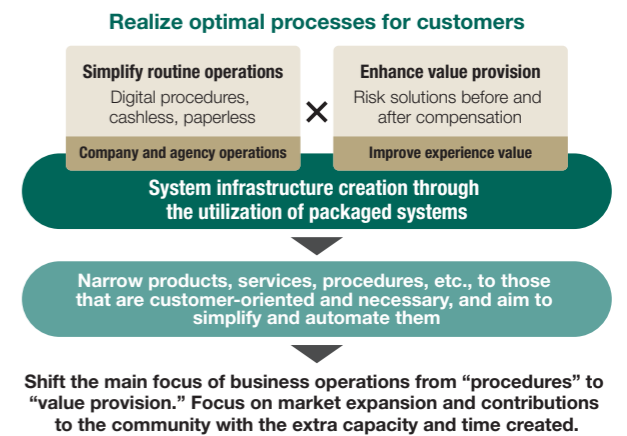 Realize optimal processes for customers
Simplify routine operations
Digital procedures,
cashless, paperless
Company and agency operations
×
Enhance value provision
Risk solutions before and
after compensation
Improve experience value
System infrastructure creation through
the utilization of packaged systems
Narrow products, services, procedures, etc., to those
that are customer-oriented and necessary, and aim to
simplify and automate them
Shift the main focus of business operations from “procedures” to
“value provision.” Focus on market expansion and contributions
to the community with the extra capacity and time created.